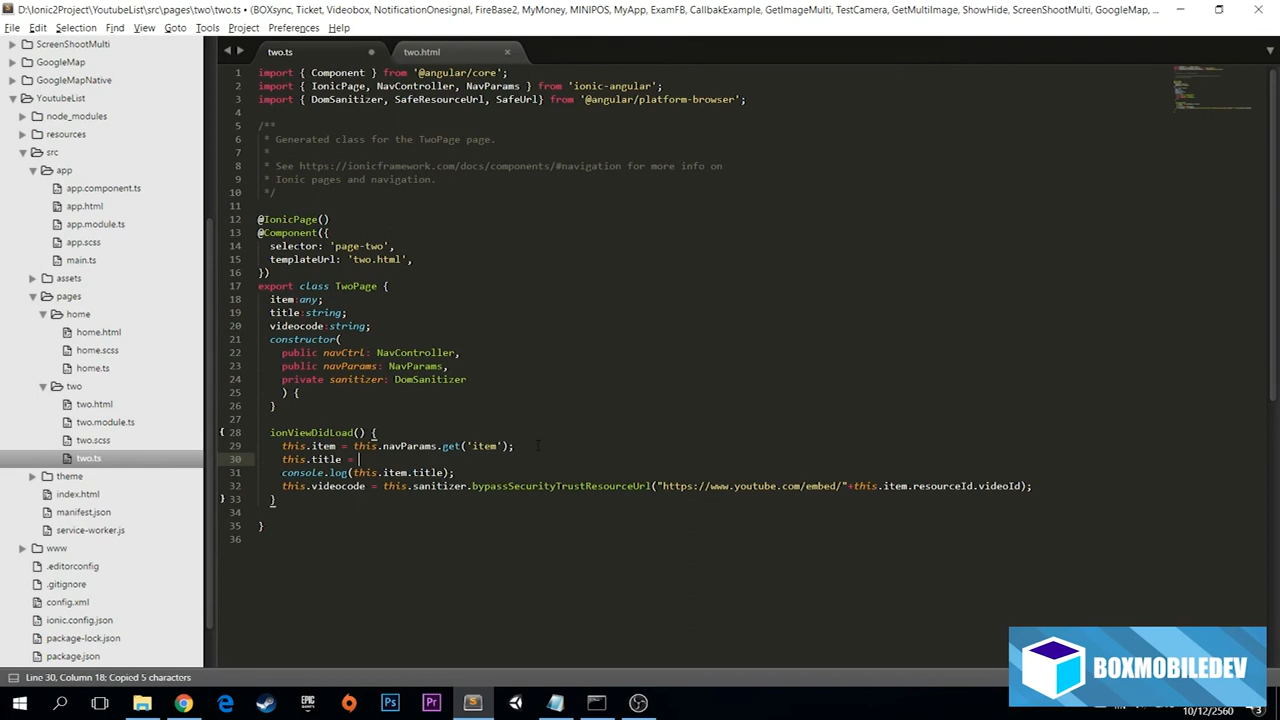 D:\Ionic2Project\YoutubeList\src\pages\two\two.ts • (BOXsync, Ticket, Videobox, NotificationOnesignal, FireBase2, MyMoney, MINIPOS, MyApp, ExamFB, CallbakExample, GetImageMulti, TestCamera, GetMultiImage, ShowHide, ScreenShootMulti, GoogleMap,
File Edit Selection Find View Goto Tools Project Preferences Help
two.ts two.html
ScreenShootMulti
GoogleMap
GoogleMapNative
YoutubeList
node_modules
resources
src
app
app.component.ts
app.html
app.module.ts
app.scss
main.ts
assets
pages
home
home.html
home.scss
home.ts
two
two.html
two.module.ts
two.scss
two.ts
theme
index.html
manifest.json
service-worker.js
www
.editorconfig
.gitignore
config.xml
ionic.config.json
package-lock.json
package.json
1 import { Component } from '@angular/core';
2 import { IonicPage, NavController, NavParams } from 'ionic-angular';
3 import { DomSanitizer, SafeResourceUrl, SafeUrl} from '@angular/platform-browser';
4
5 /**
6 * Generated class for the TwoPage page.
7 *
8 * See https://ionicframework.com/docs/components/#navigation for more info on
9 * Ionic pages and navigation.
10 */
11
12 @IonicPage()
13 @Component({
14 selector: 'page-two',
15 templateUrl: 'two.html',
16 })
17 export class TwoPage {
18 item:any;
19 title:string;
20 videocode:string;
21 constructor(
22 public navCtrl: NavController,
23 public navParams: NavParams,
24 private sanitizer: DomSanitizer
25 ) {
26 }
27
28 ionViewDidLoad() {
29 this.item = this.navParams.get('item');
30 this.title =
31 console.log(this.item.title);
32 this.videocode = this.sanitizer.bypassSecurityTrustResourceUrl("https://www.youtube.com/embed/"+this.item.resourceId.videoId);
33 }
34
35 }
36
BOXMOBILEDEV
Line 30, Column 18; Copied 5 characters
10/12/2560